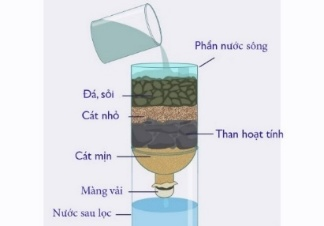 Phần nước sông
Đá, sỏi
Cát nhỏ
Than hoạt tính
Cát mịn
Màng vải
Nước sau lọc